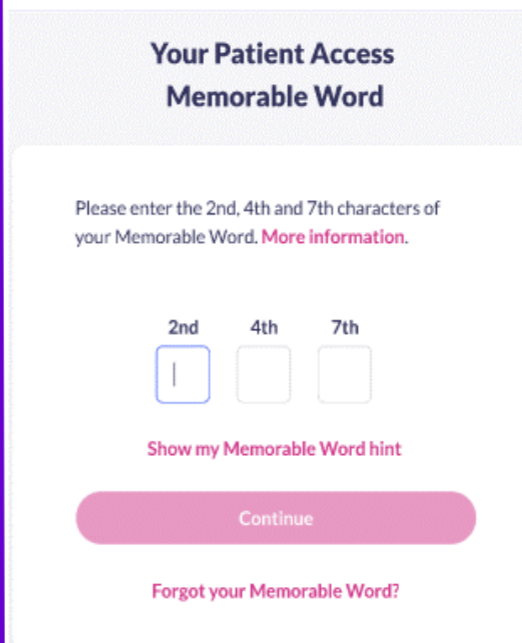 Your Patient Access
Memorable Word
Please enter the 2nd, 4th and 7th characters of
your Memorable Word. More information.
2nd 4th 7th
Show my Memorable Word hint
Continue
Forgot your Memorable Word?